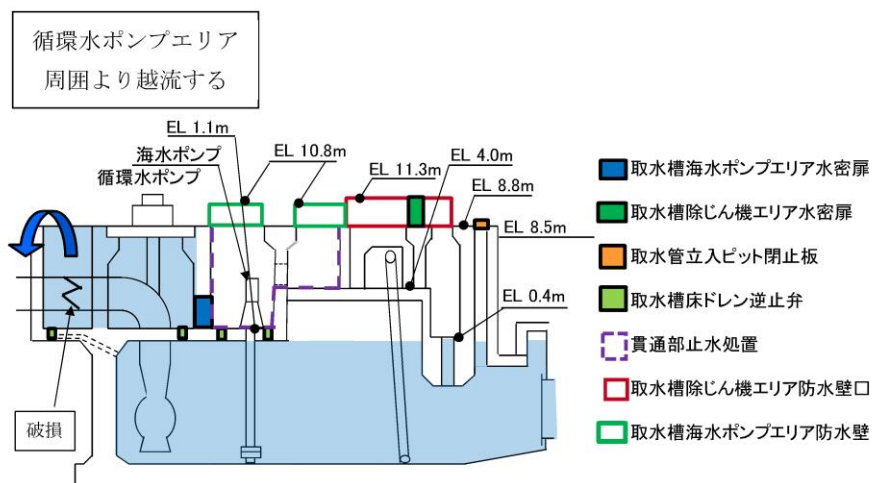 循環水ポンプエリア
周囲より越流する
EL 1.1m
海水ポンプ
循環水ポンプ
EL 10.8m
EL 11.3m
EL 4.0m
EL 8.8m
EL 8.5m
EL 0.4m
破損
取水槽海水ポンプエリア水密扉
取水槽除じん機エリア水密扉
取水管立入ピット閉止板
取水槽床ドレン逆止弁
貫通部止水処置
取水槽除じん機エリア防水壁口
取水槽海水ポンプエリア防水壁